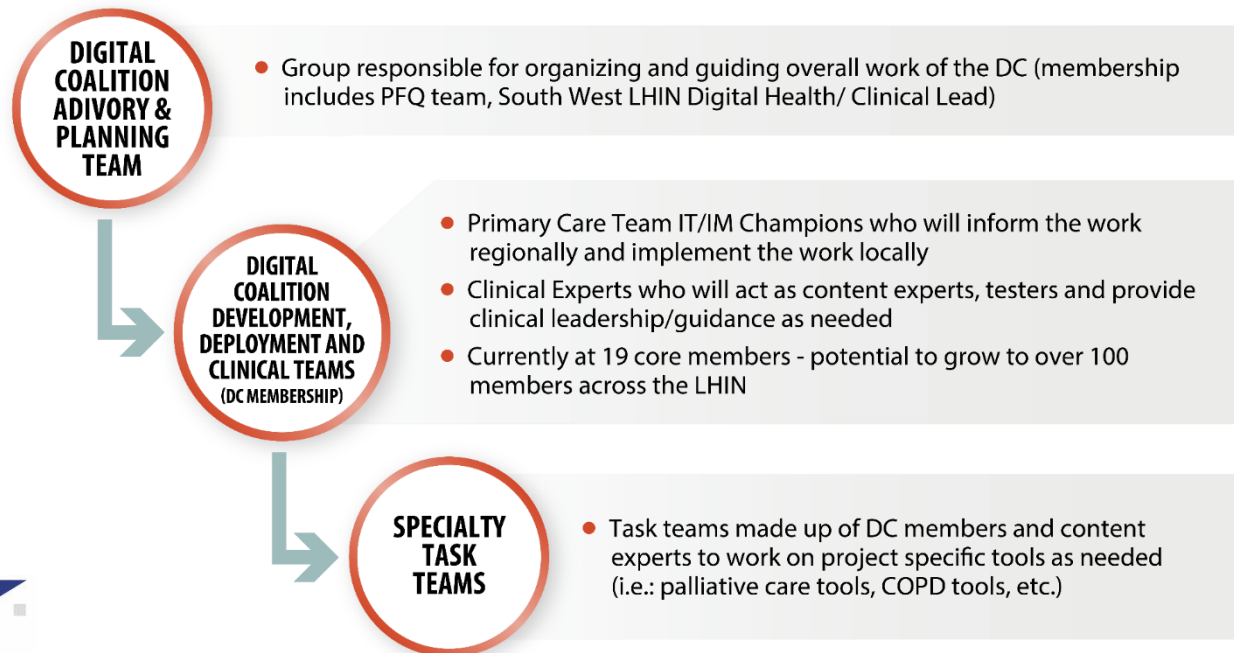 DIGITAL
COALITION
ADIVORY &
PLANNING
TEAM
• Group responsible for organizing and guiding overall work of the DC (membership
includes PFQ team, South West LHIN Digital Health/ Clinical Lead)
DIGITAL
COALITION
DEVELOPMENT,
DEPLOYMENT AND
CLINICAL TEAMS
(DC MEMBERSHIP)
• Primary Care Team IT/IM Champions who will inform the work
regionally and implement the work locally
• Clinical Experts who will act as content experts, testers and provide
clinical leadership/guidance as needed
• Currently at 19 core members - potential to grow to over 100
members across the LHIN
SPECIALTY
TASK
TEAMS
• Task teams made up of DC members and content
experts to work on project specific tools as needed
(i.e.: palliative care tools, COPD tools, etc.)